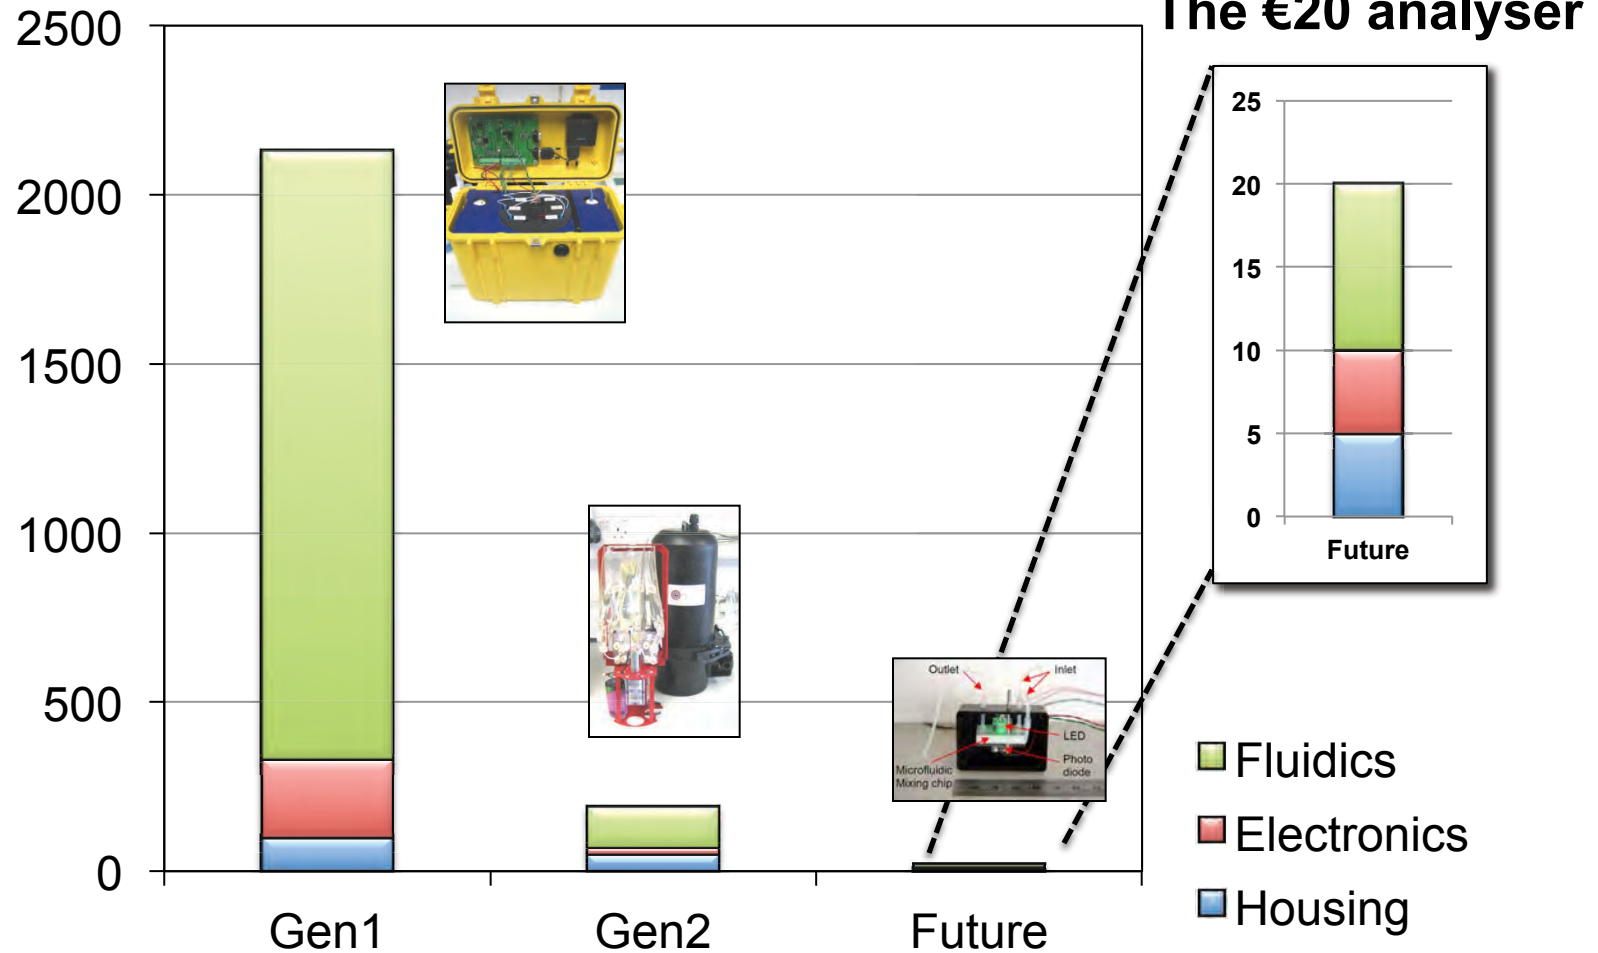 The €20 analyser
2500
2000
1500
1000
500
0
Gen1
Gen2
Future
Outlet
Inlet
LED
Photo
diode
Microfluidic
Mixing chip
25
20
15
10
5
0
Future
Fluidics
Electronics
Housing